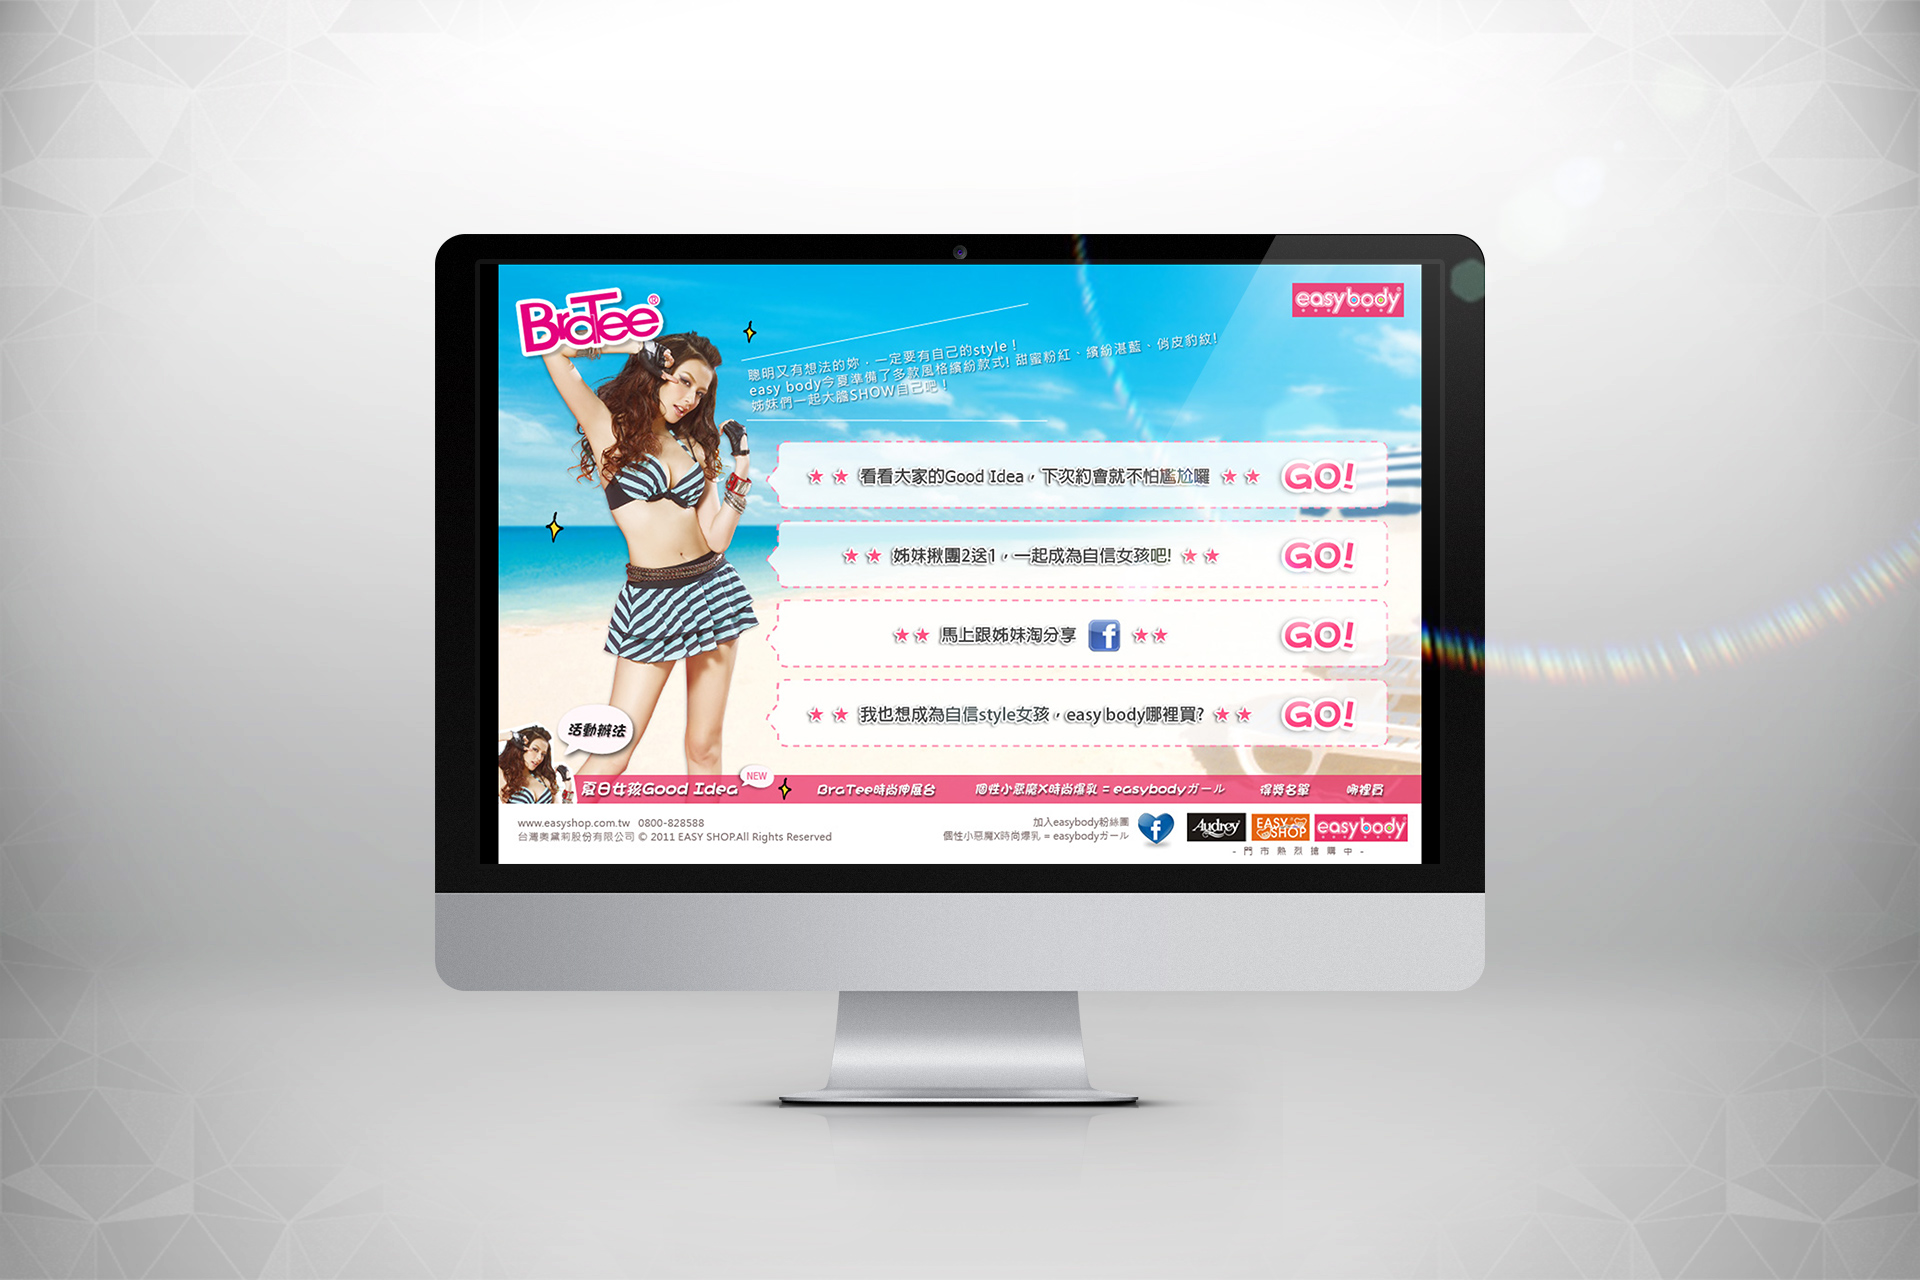 BraTee®
easybody®
聰明又有想法的妳，一定要有自己的style！
easy body今夏準備了多款風格繽紛款式! 甜蜜粉紅、繽紛湛藍、俏皮豹紋!
姊妹們一起大膽SHOW自己吧！
★ ★ 看看大家的Good Idea，下次約會就不怕尷尬囉 ★ ★ GO!
★ ★ 姊妹揪團2送1，一起成為自信女孩吧! ★ ★ GO!
★ ★ 馬上跟姊妹淘分享 f ★ ★ GO!
★ ★ 我也想成為自信style女孩，easy body哪裡買? ★ ★ GO!
活動辦法
夏日女孩Good Idea NEW BraTee時尚伸展台 個性小惡魔X時尚爆乳 = easybodyガール 得獎名單 哪裡買
www.easyshop.com.tw 0800-828588
台灣奧黛莉股份有限公司 © 2011 EASY SHOP.All Rights Reserved
加入easybody粉絲團
個性小惡魔X時尚爆乳 = easybodyガール
f
Audrey
EASY SHOP
easybody®
- 門 市 熱 烈 搶 購 中 -